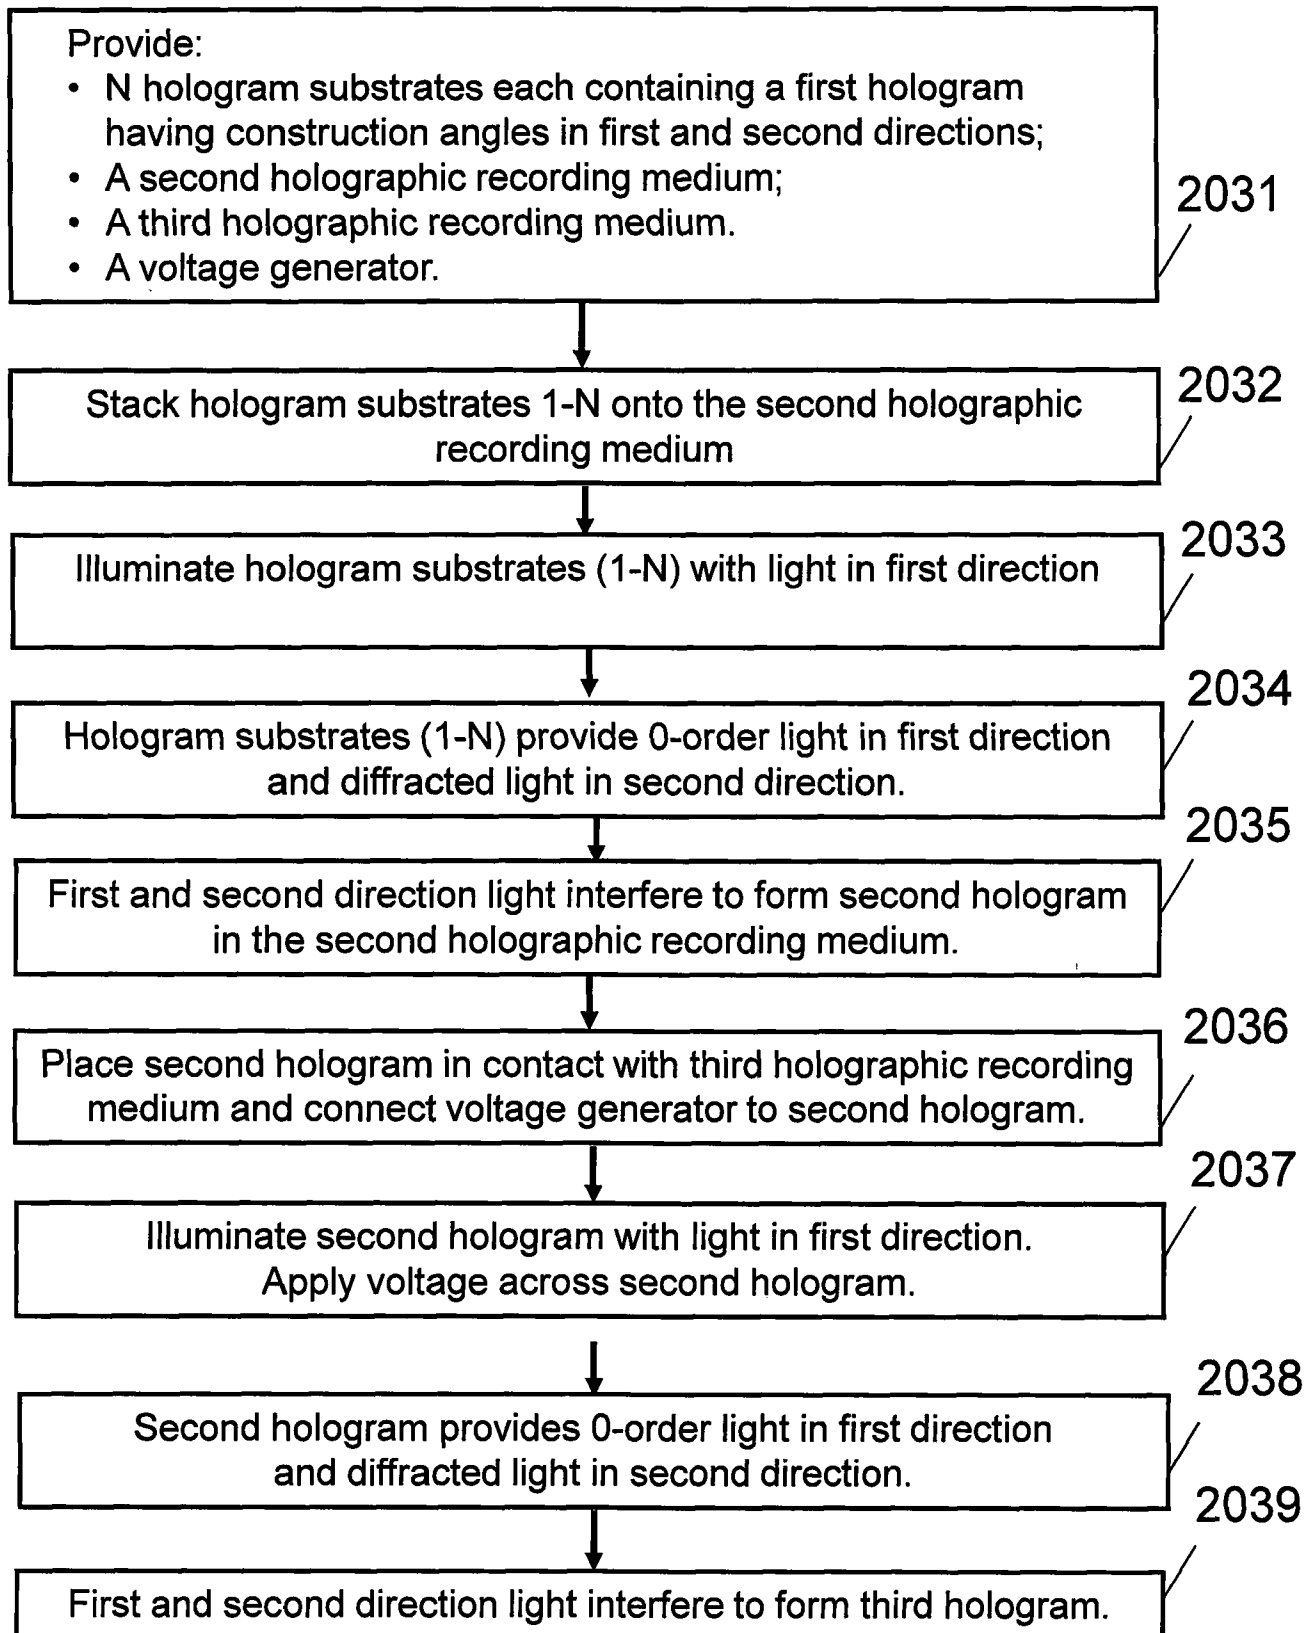 Provide:
• N hologram substrates each containing a first hologram
having construction angles in first and second directions;
• A second holographic recording medium;
• A third holographic recording medium.
• A voltage generator.
2031
Stack hologram substrates 1-N onto the second holographic
recording medium
2032
Illuminate hologram substrates (1-N) with light in first direction
2033
Hologram substrates (1-N) provide 0-order light in first direction
and diffracted light in second direction.
2034
First and second direction light interfere to form second hologram
in the second holographic recording medium.
2035
Place second hologram in contact with third holographic recording
medium and connect voltage generator to second hologram.
2036
Illuminate second hologram with light in first direction.
Apply voltage across second hologram.
2037
Second hologram provides 0-order light in first direction
and diffracted light in second direction.
2038
First and second direction light interfere to form third hologram.
2039